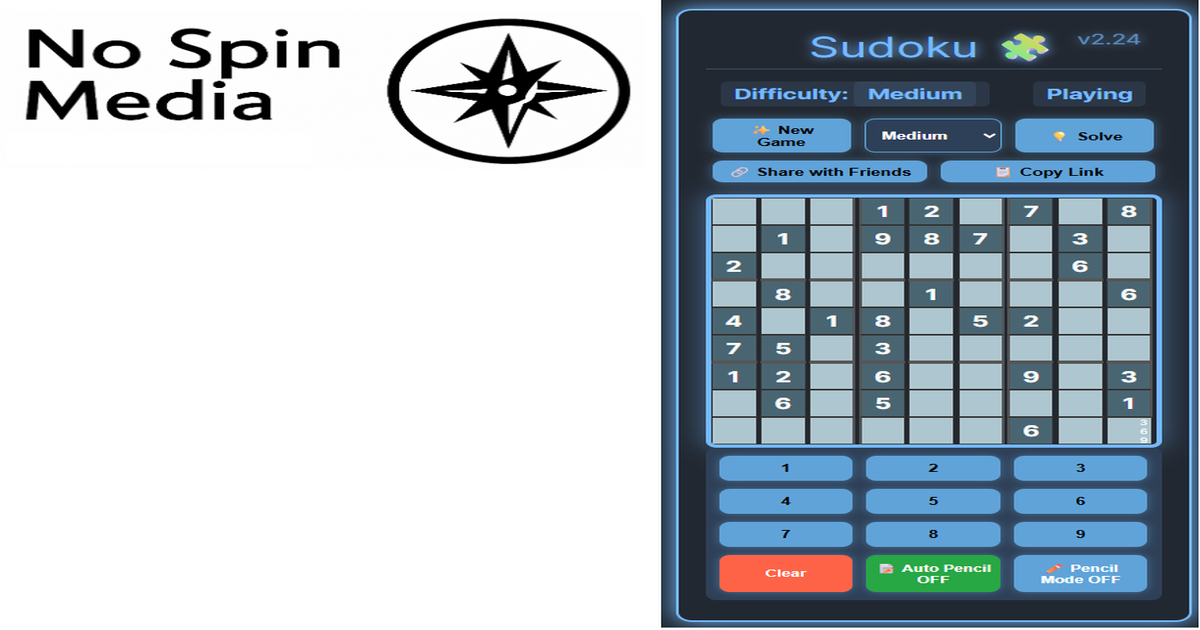 No Spin
Media
Sudoku v2.24
Difficulty: Medium Playing
New
Game
Medium
Solve
Share with Friends Copy Link
1 2 7 8
1 9 8 7 3
2 6
8 1 6
4 1 8 5 2
7 5 3
1 2 6 9 3
6 5 1
6
3
6
9
1 2 3
4 5 6
7 8 9
Clear
Auto Pencil
OFF
Pencil
Mode OFF